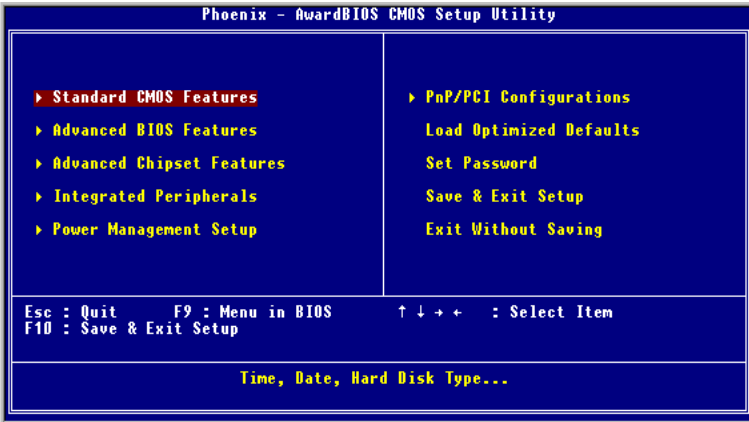 Phoenix - AwardBIOS CMOS Setup Utility
Standard CMOS Features
Advanced BIOS Features
Advanced Chipset Features
Integrated Peripherals
Power Management Setup
PnP/PCI Configurations
Load Optimized Defaults
Set Password
Save & Exit Setup
Exit Without Saving
Esc : Quit F9 : Menu in BIOS ↑ ↓ → ← : Select Item
F10 : Save & Exit Setup
Time, Date, Hard Disk Type...